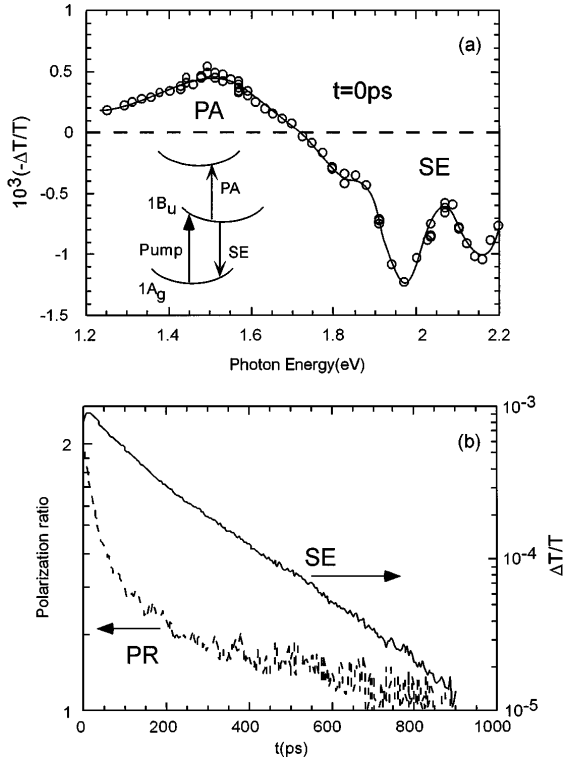 1
(a)
0.5
t=0ps
PA
0
SE
10³(-ΔT/T)
PA
1Bu
-0.5
Pump
SE
-1
1Ag
-1.5
1.2 1.4 1.6 1.8 2 2.2
Photon Energy(eV)
10⁻³
(b)
2
Polarization ratio
SE
10⁻⁴
ΔT/T
PR
1
10⁻⁵
0 200 400 600 800 1000
t(ps)